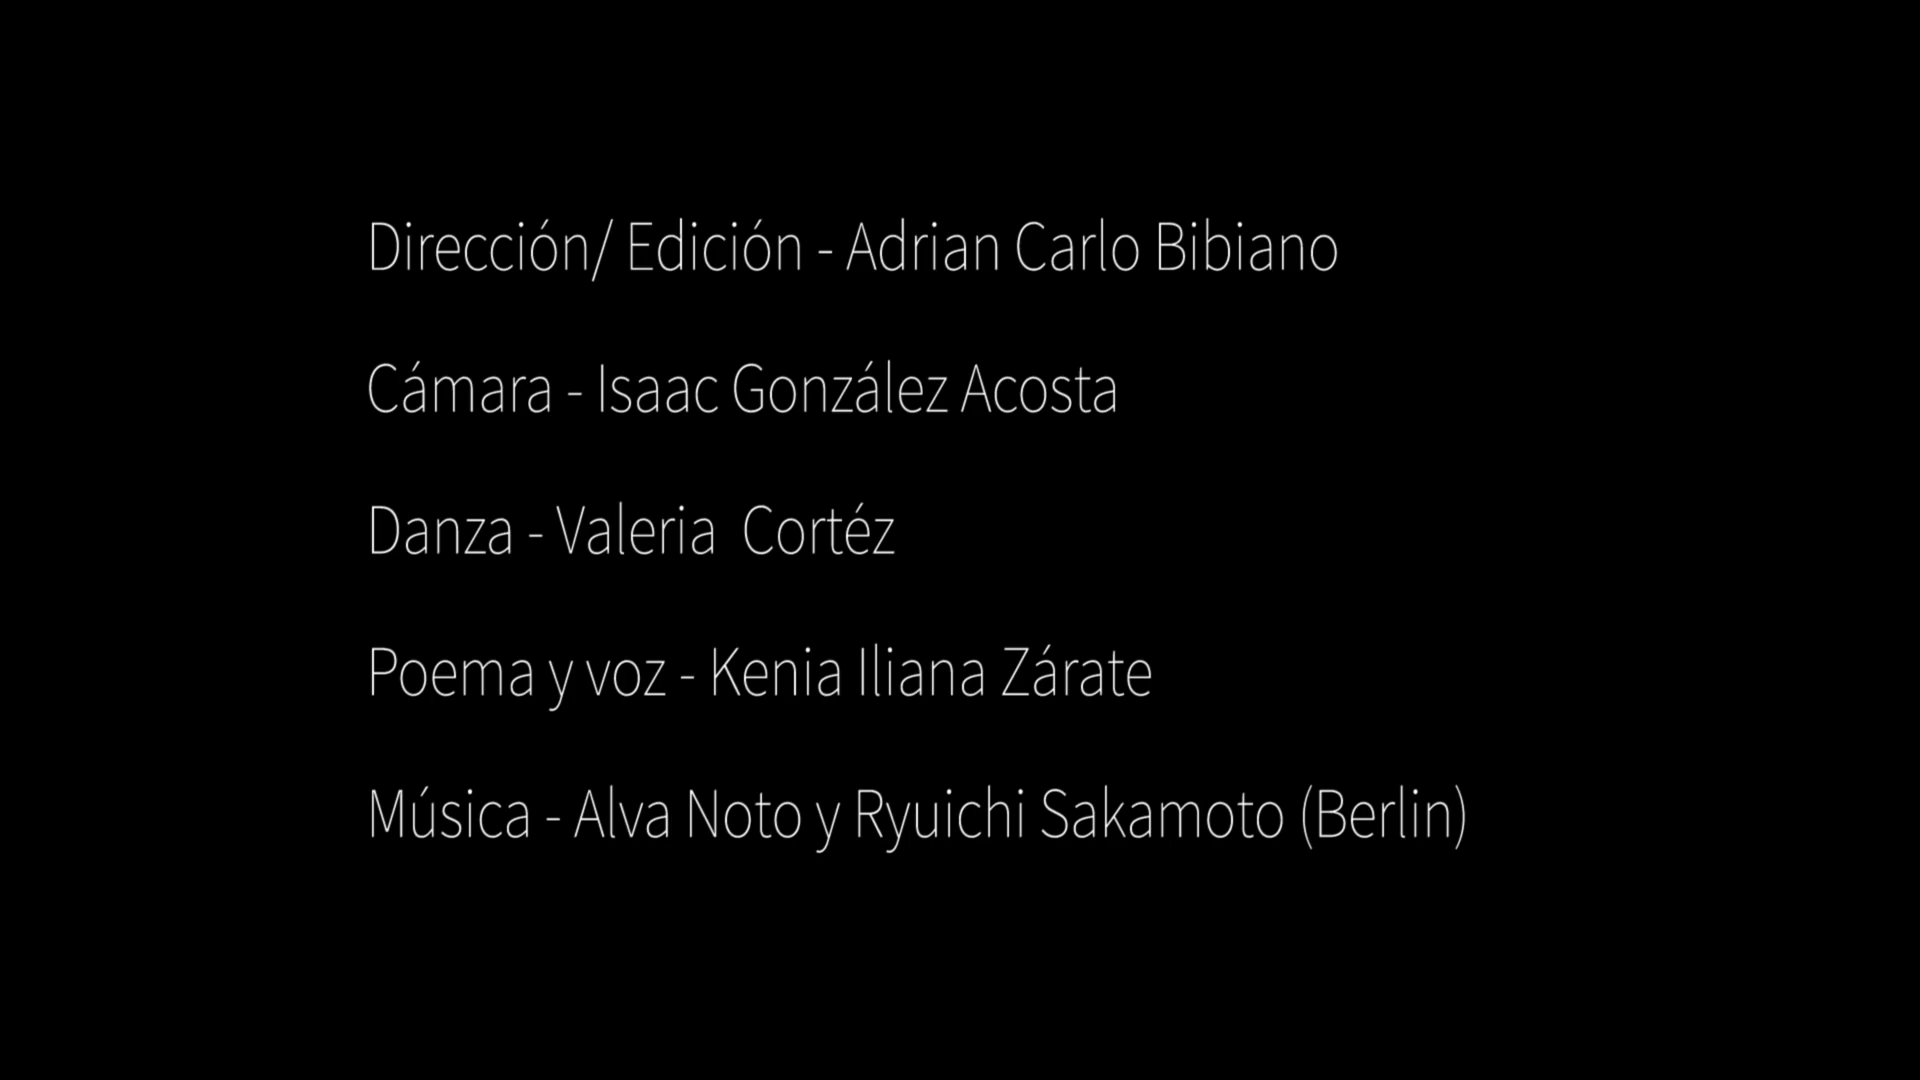 Dirección/ Edición - Adrian Carlo Bibiano
Cámara - Isaac González Acosta
Danza - Valeria  Cortéz
Poema y voz - Kenia Iliana Zárate
Música - Alva Noto y Ryuichi Sakamoto (Berlin)